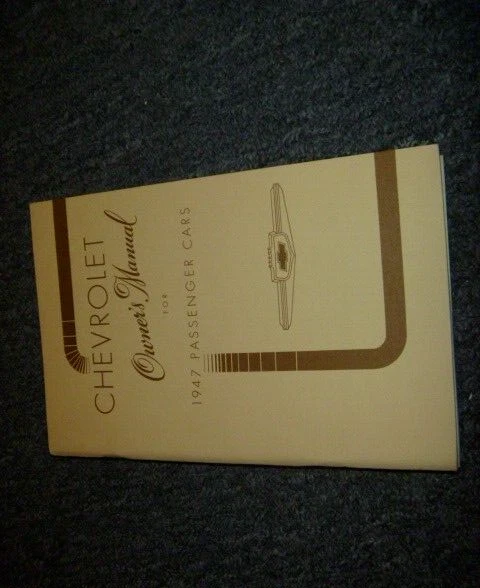 CHEVROLET
Owner's Manual
FOR
1947 PASSENGER CARS